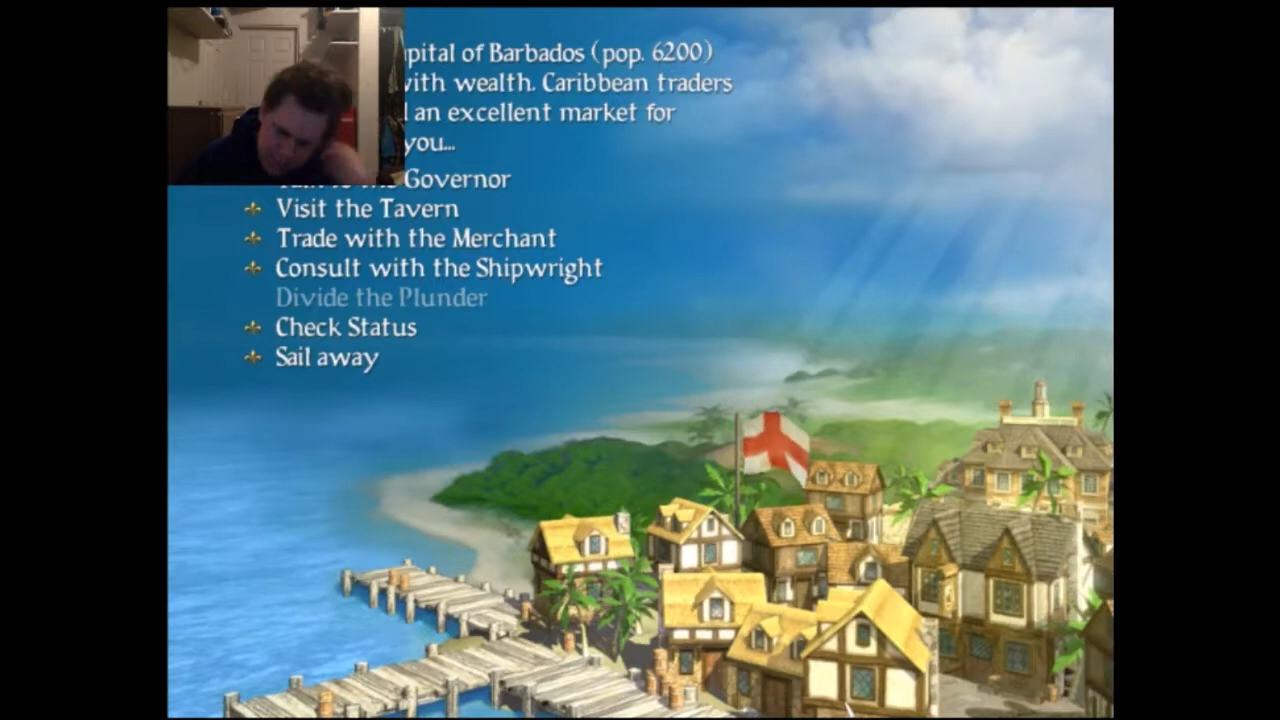 of Barbados (pop. 6200)
with wealth. Caribbean traders
an excellent market for
you...
Governor
Visit the Tavern
Trade with the Merchant
Consult with the Shipwright
Divide the Plunder
Check Status
Sail away